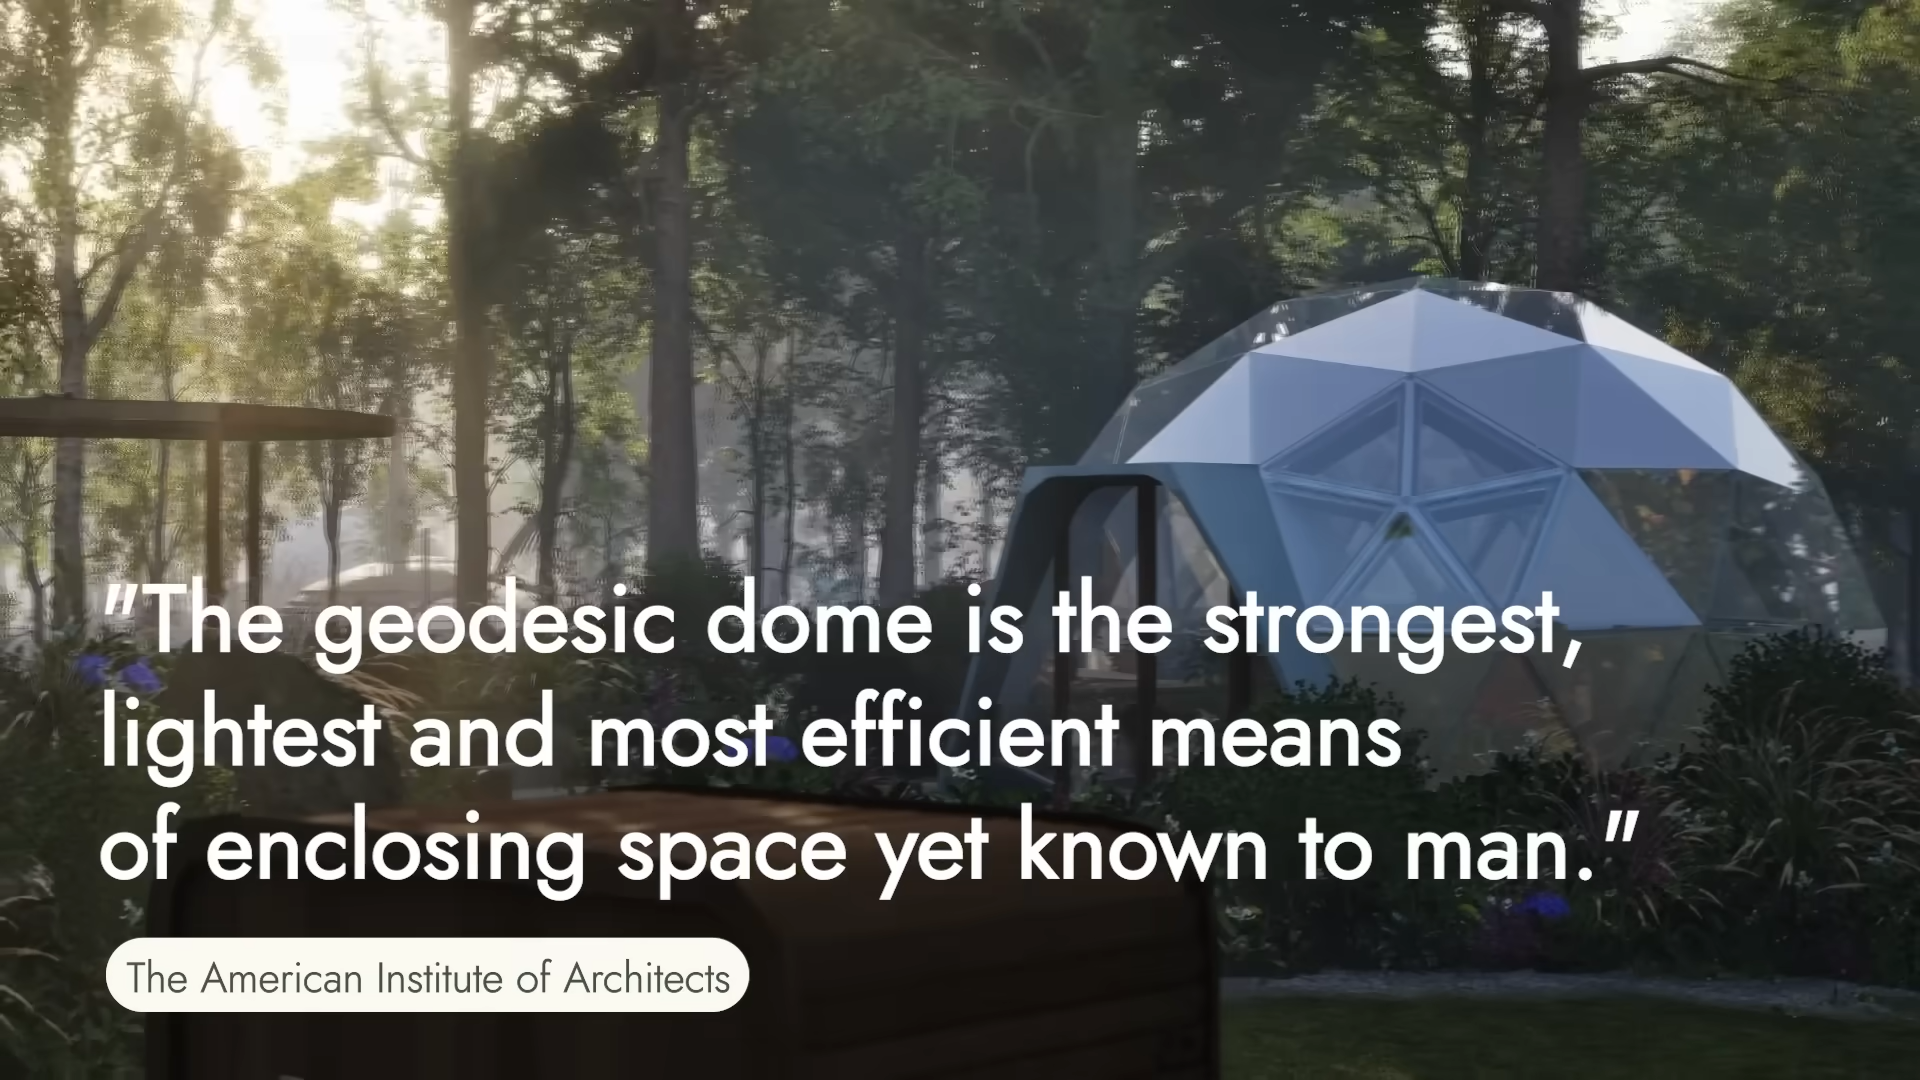 "The geodesic dome is the strongest,
lightest and most efficient means
of enclosing space yet known to man."
The American Institute of Architects